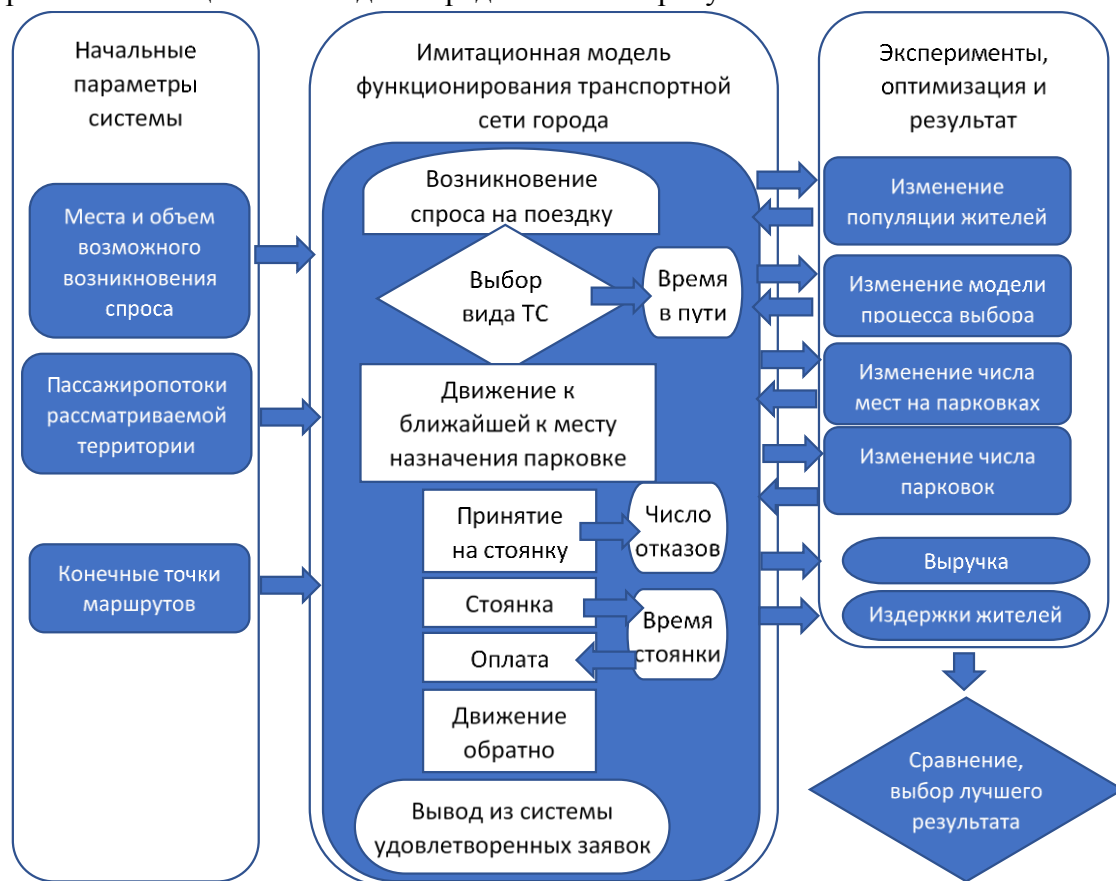 Начальные
параметры
системы
Места и объем
возможного
возникновения
спроса
Пассажиропотоки
рассматриваемой
территории
Конечные точки
маршрутов
Имитационная модель
функционирования транспортной
сети города
Возникновение
спроса на поездку
Выбор
вида ТС
Время
в пути
Движение к
ближайшей к месту
назначения парковке
Принятие
на стоянку
Число
отказов
Стоянка
Время
стоянки
Оплата
Движение
обратно
Вывод из системы
удовлетворенных заявок
Эксперименты,
оптимизация и
результат
Изменение
популяции жителей
Изменение модели
процесса выбора
Изменение числа
мест на парковках
Изменение числа
парковок
Выручка
Издержки жителей
Сравнение,
выбор лучшего
результата